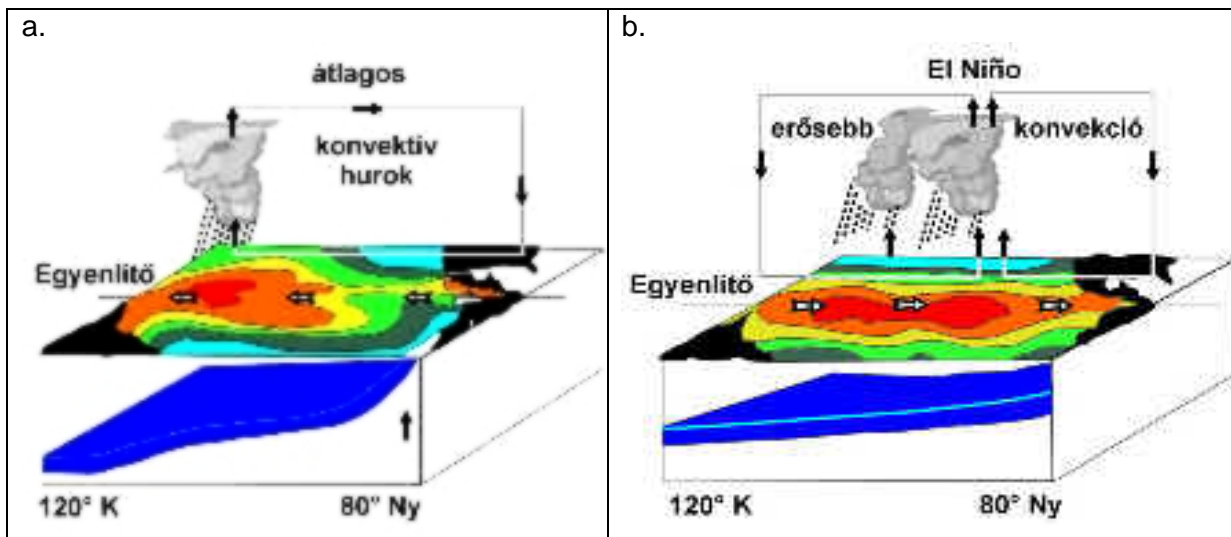 a.
átlagos
konvektív
hurok
Egyenlítő
120° K
80° Ny
b.
El Niño
erősebb
konvekció
Egyenlítő
120° K
80° Ny